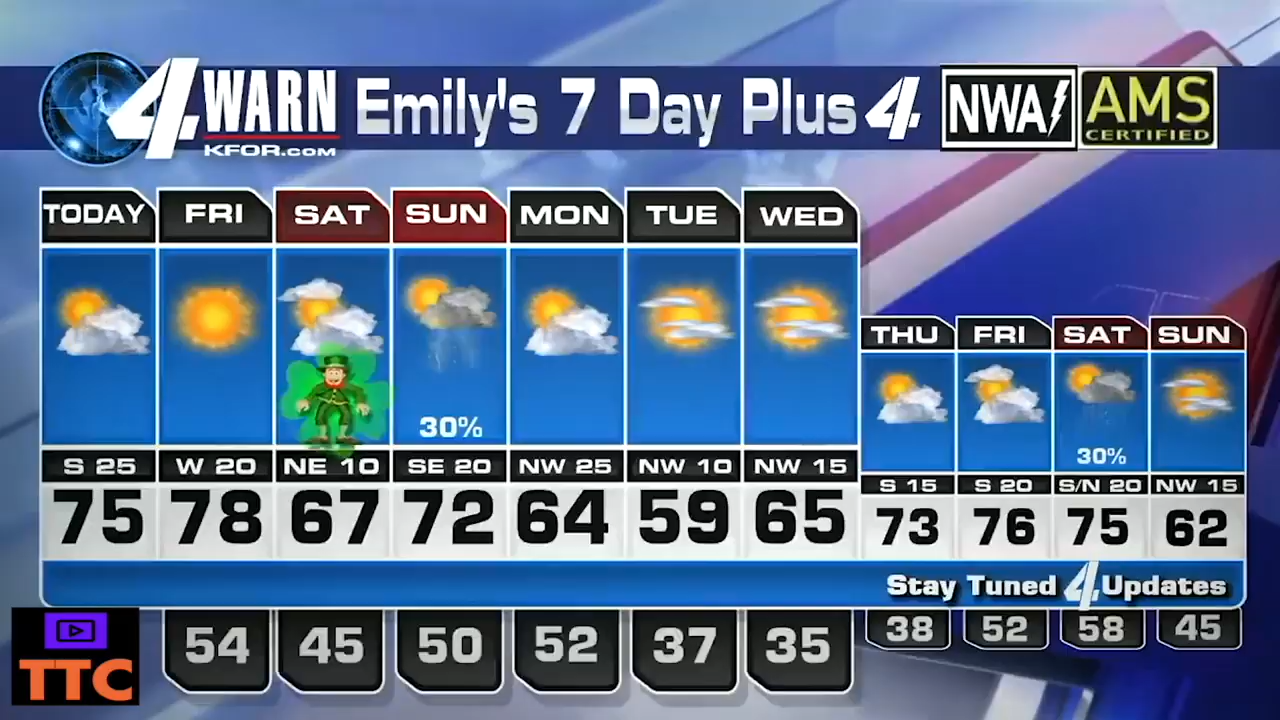 4 WARN
KFOR.com
Emily's 7 Day Plus 4
NWA
AMS
CERTIFIED
TODAY FRI SAT SUN MON TUE WED
THU FRI SAT SUN
30%
30%
S 25 W 20 NE 10 SE 20 NW 25 NW 10 NW 15
S 15 S 20 S/N 20 NW 15
75 78 67 72 64 59 65
73 76 75 62
Stay Tuned 4 Updates
54 45 50 52 37 35
38 52 58 45
TTC